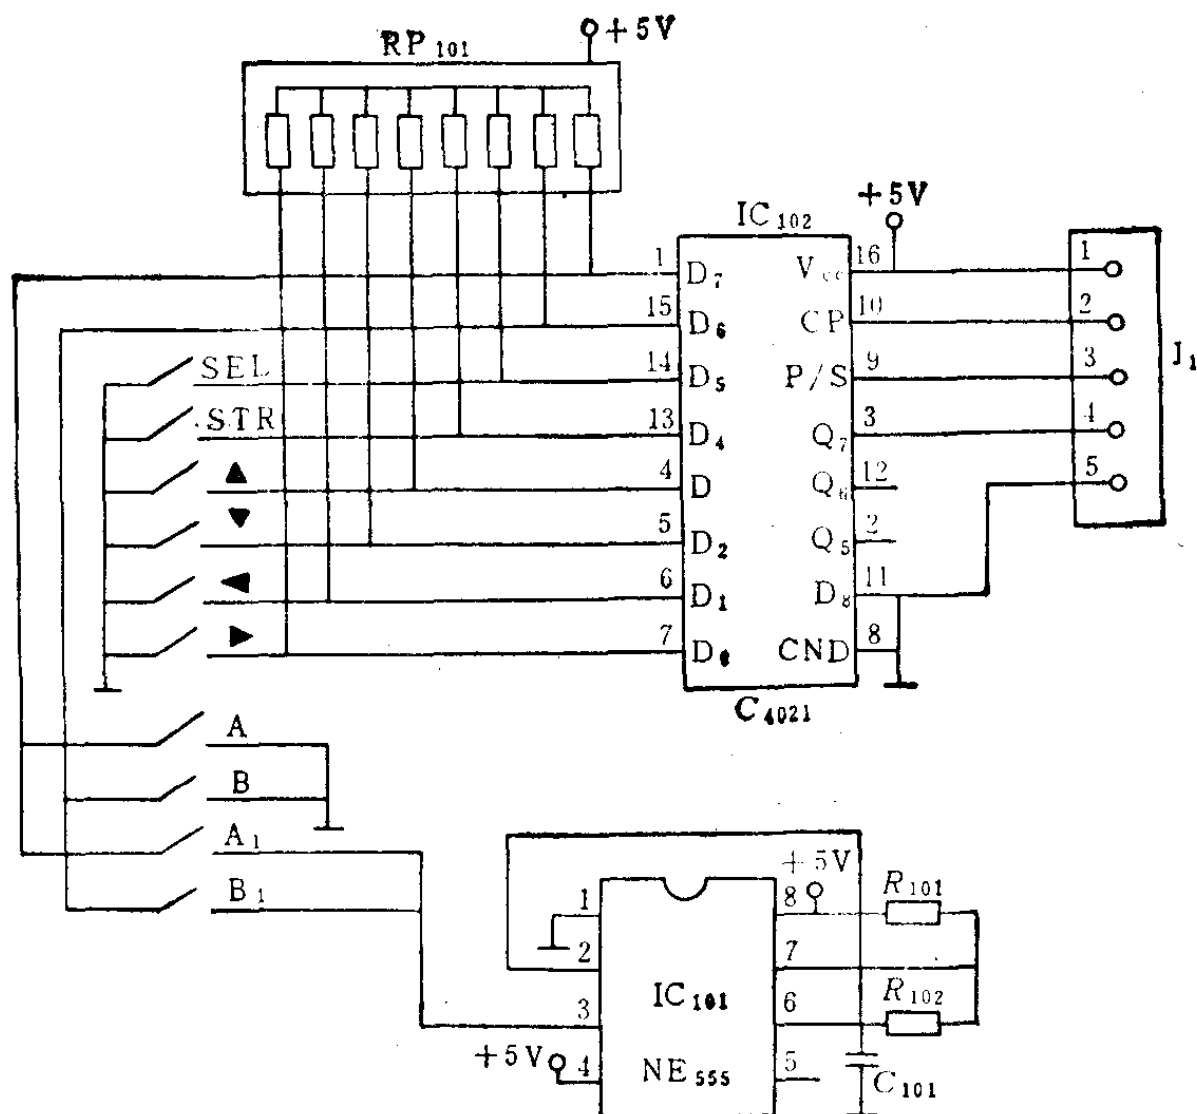 +5V
RP101
IC102
+5V
1 D7
15 D6
SEL 14 D5
STR 13 D4
▲ 4 D
▼ 5 D2
◀ 6 D1
▶ 7 D0
Vcc 16
CP 10
P/S 9
Q7 3
Q6 12
Q5 2
D8 11
CND 8
C4021
1
2
3
4
5
J1
A
B
A1
B1
+5V
1
2
3
+5V 4
IC101
NE555
8
7
6
5
R101
R102
C101